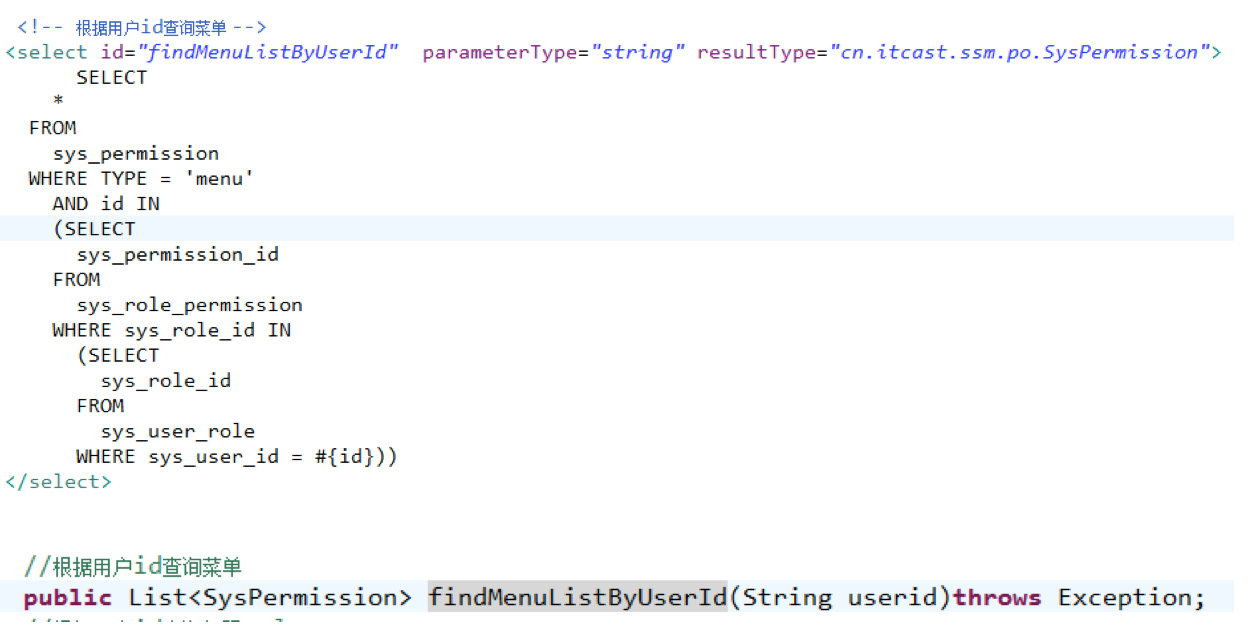 <!-- 根据用户id查询菜单 -->
<select id="findMenuListByUserId" parameterType="string" resultType="cn.itcast.ssm.po.SysPermission">
SELECT
*
FROM
sys_permission
WHERE TYPE = 'menu'
AND id IN
(SELECT
sys_permission_id
FROM
sys_role_permission
WHERE sys_role_id IN
(SELECT
sys_role_id
FROM
sys_user_role
WHERE sys_user_id = #{id}))
</select>
//根据用户id查询菜单
public List<SysPermission> findMenuListByUserId(String userid)throws Exception;